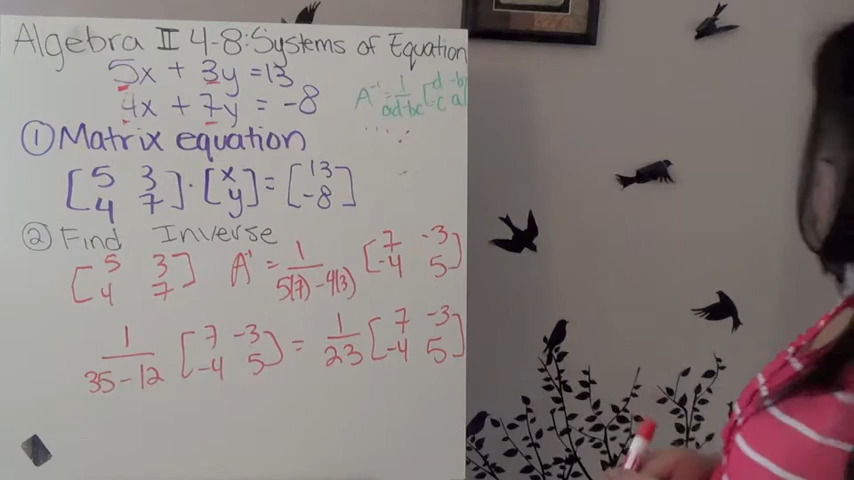 Algebra II 4-8: Systems of Equation
5x + 3y = 13
4x + 7y = -8
A⁻¹ = 1/ad-bc [d -b
-c a]
① Matrix equation
[5 3
4 7] · [x
y] = [13
-8]
② Find Inverse
[5 3
4 7] A⁻¹ = 1/5(7) - 4(3) [7 -3
-4 5]
1/35-12 [7 -3
-4 5] = 1/23 [7 -3
-4 5]